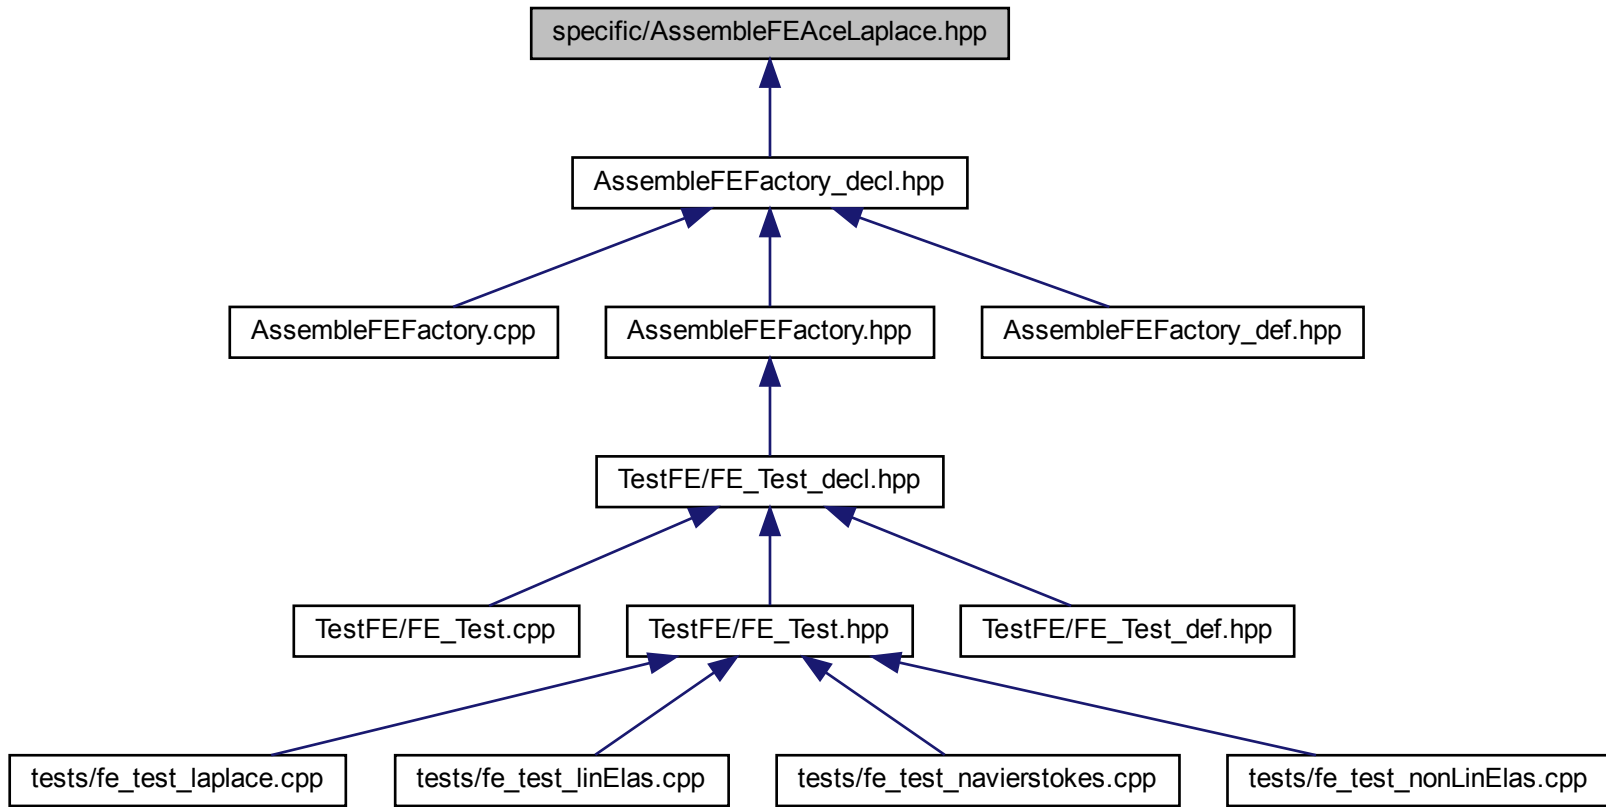 specific/AssembleFEAceLaplace.hpp
AssembleFEFactory_decl.hpp
AssembleFEFactory.cpp
AssembleFEFactory.hpp
AssembleFEFactory_def.hpp
TestFE/FE_Test_decl.hpp
TestFE/FE_Test.cpp
TestFE/FE_Test.hpp
TestFE/FE_Test_def.hpp
tests/fe_test_laplace.cpp
tests/fe_test_linElas.cpp
tests/fe_test_navierstokes.cpp
tests/fe_test_nonLinElas.cpp